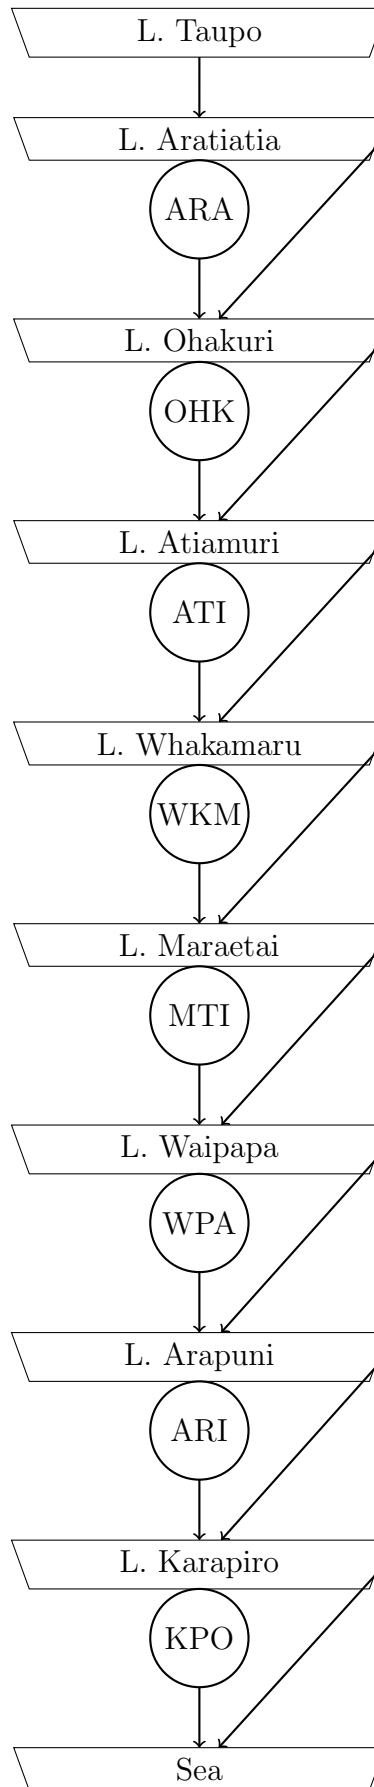 L. Taupo
L. Aratiatia
ARA
L. Ohakuri
OHK
L. Atiamuri
ATI
L. Whakamaru
WKM
L. Maraetai
MTI
L. Waipapa
WPA
L. Arapuni
ARI
L. Karapiro
KPO
Sea